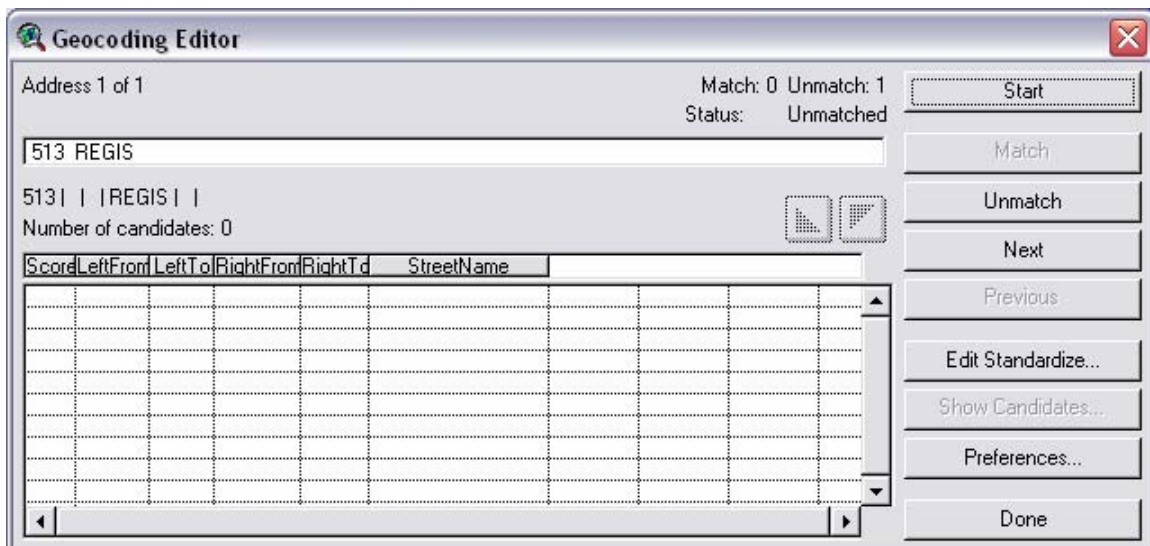 Geocoding Editor
Address 1 of 1
Match: 0 Unmatch: 1
Status: Unmatched
513 REGIS
513| | |REGIS| |
Number of candidates: 0
Score LeftFrom LeftTo RightFrom RightTo StreetName
Start
Match
Unmatch
Next
Previous
Edit Standardize...
Show Candidates...
Preferences...
Done